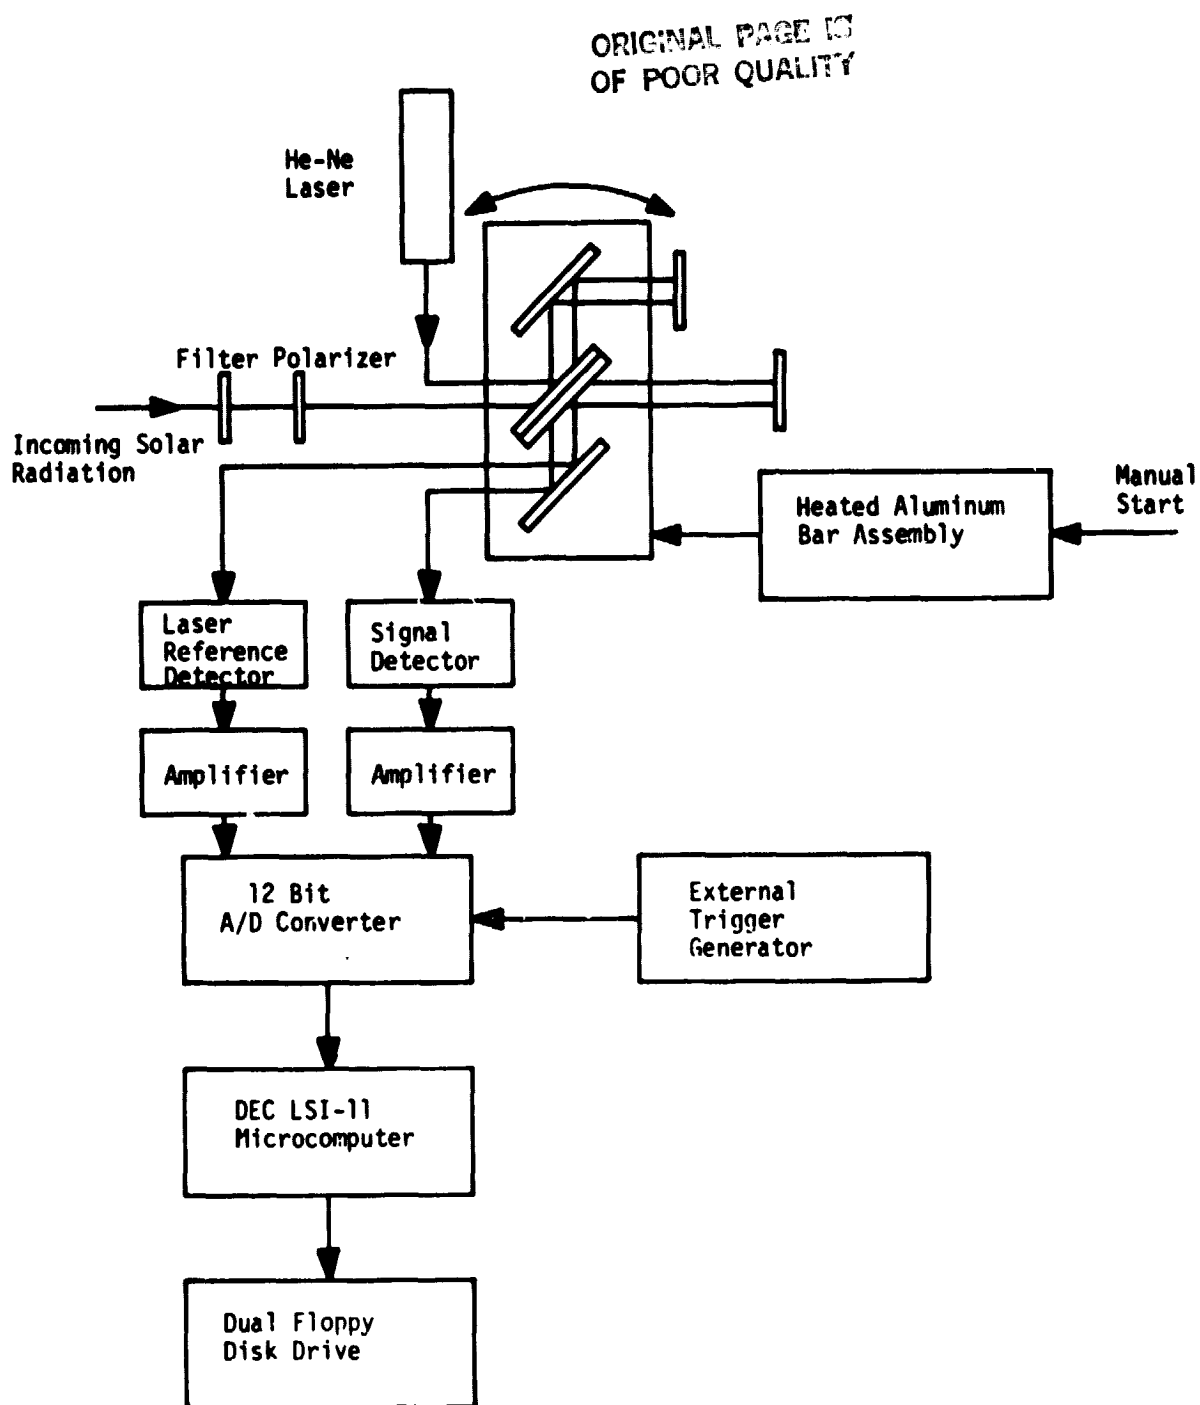 ORIGINAL PAGE IS
OF POOR QUALITY
He-Ne
Laser
Filter Polarizer
Incoming Solar
Radiation
Manual
Start
Heated Aluminum
Bar Assembly
Laser
Reference
Detector
Signal
Detector
Amplifier
Amplifier
12 Bit
A/D Converter
External
Trigger
Generator
DEC LSI-11
Microcomputer
Dual Floppy
Disk Drive